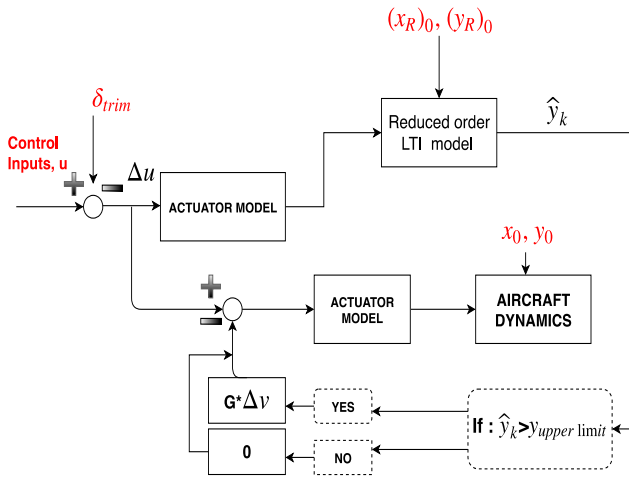 (x_R)_0, (y_R)_0
δ_trim
Control
Inputs, u
+
−
Δu
ACTUATOR MODEL
Reduced order
LTI model
ŷ_k
x_0, y_0
+
−
ACTUATOR
MODEL
AIRCRAFT
DYNAMICS
G*Δv
YES
If : ŷ_k>y_upper limit
0
NO